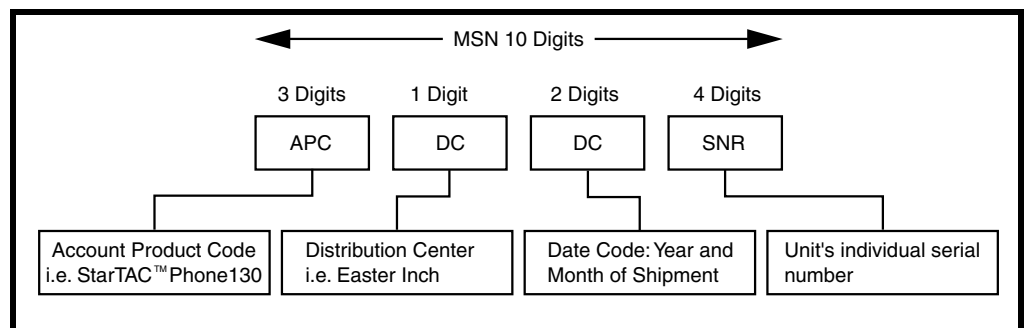 MSN 10 Digits
3 Digits
1 Digit
2 Digits
4 Digits
APC
DC
DC
SNR
Account Product Code
i.e. StarTAC™Phone130
Distribution Center
i.e. Easter Inch
Date Code: Year and
Month of Shipment
Unit's individual serial
number